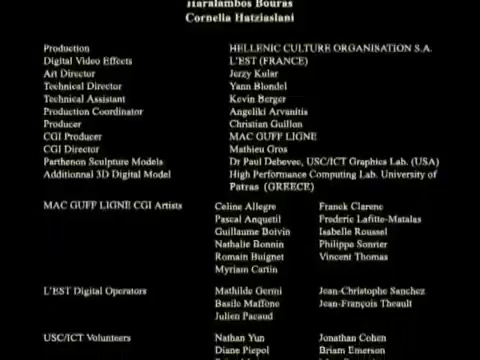 Haralambos Bouras
Cornelia Hatziaslani
Production HELLENIC CULTURE ORGANISATION S.A.
Digital Video Effects L'EST (FRANCE)
Art Director Jerzy Kular
Technical Director Yann Blondel
Technical Assistant Kevin Berger
Production Coordinator Angeliki Arvanitis
Producer Christian Guillon
CGI Producer MAC GUFF LIGNE
CGI Director Mathieu Gros
Parthenon Sculpture Models Dr Paul Debevec, USC/ICT Graphics Lab. (USA)
Additionnal 3D Digital Model High Performance Computing Lab. University of
Patras (GREECE)
MAC GUFF LIGNE CGI Artists Celine Allegre Franck Clarenc
Pascal Anquetil Frederic Lafitte-Matalas
Guillaume Boivin Isabelle Roussel
Nathalie Bonnin Philippe Sonrier
Romain Buignet Vincent Thomas
Myriam Cartin
L'EST Digital Operators Mathilde Germi Jean-Christophe Sanchez
Basile Maffone Jean-François Theault
Julien Pacaud
USC/ICT Volunteers Nathan Yun Jonathan Cohen
Diane Piepol Briam Emerson